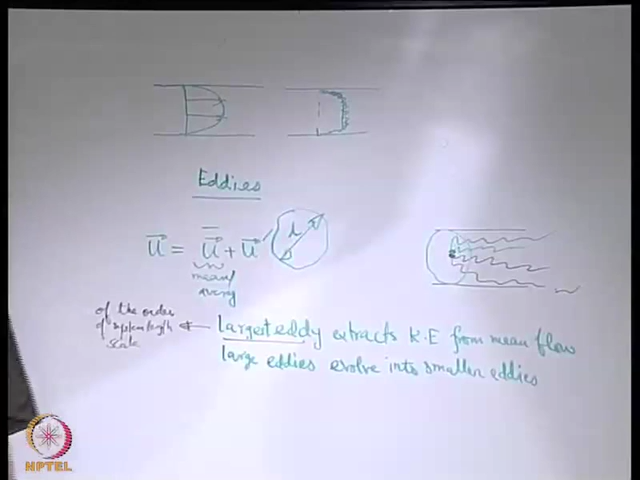 Eddies
l
u = u + u′
mean/
averag
of the order
of system length
scale
largest eddy extracts K.E from mean flow
large eddies evolve into smaller eddies
NPTEL